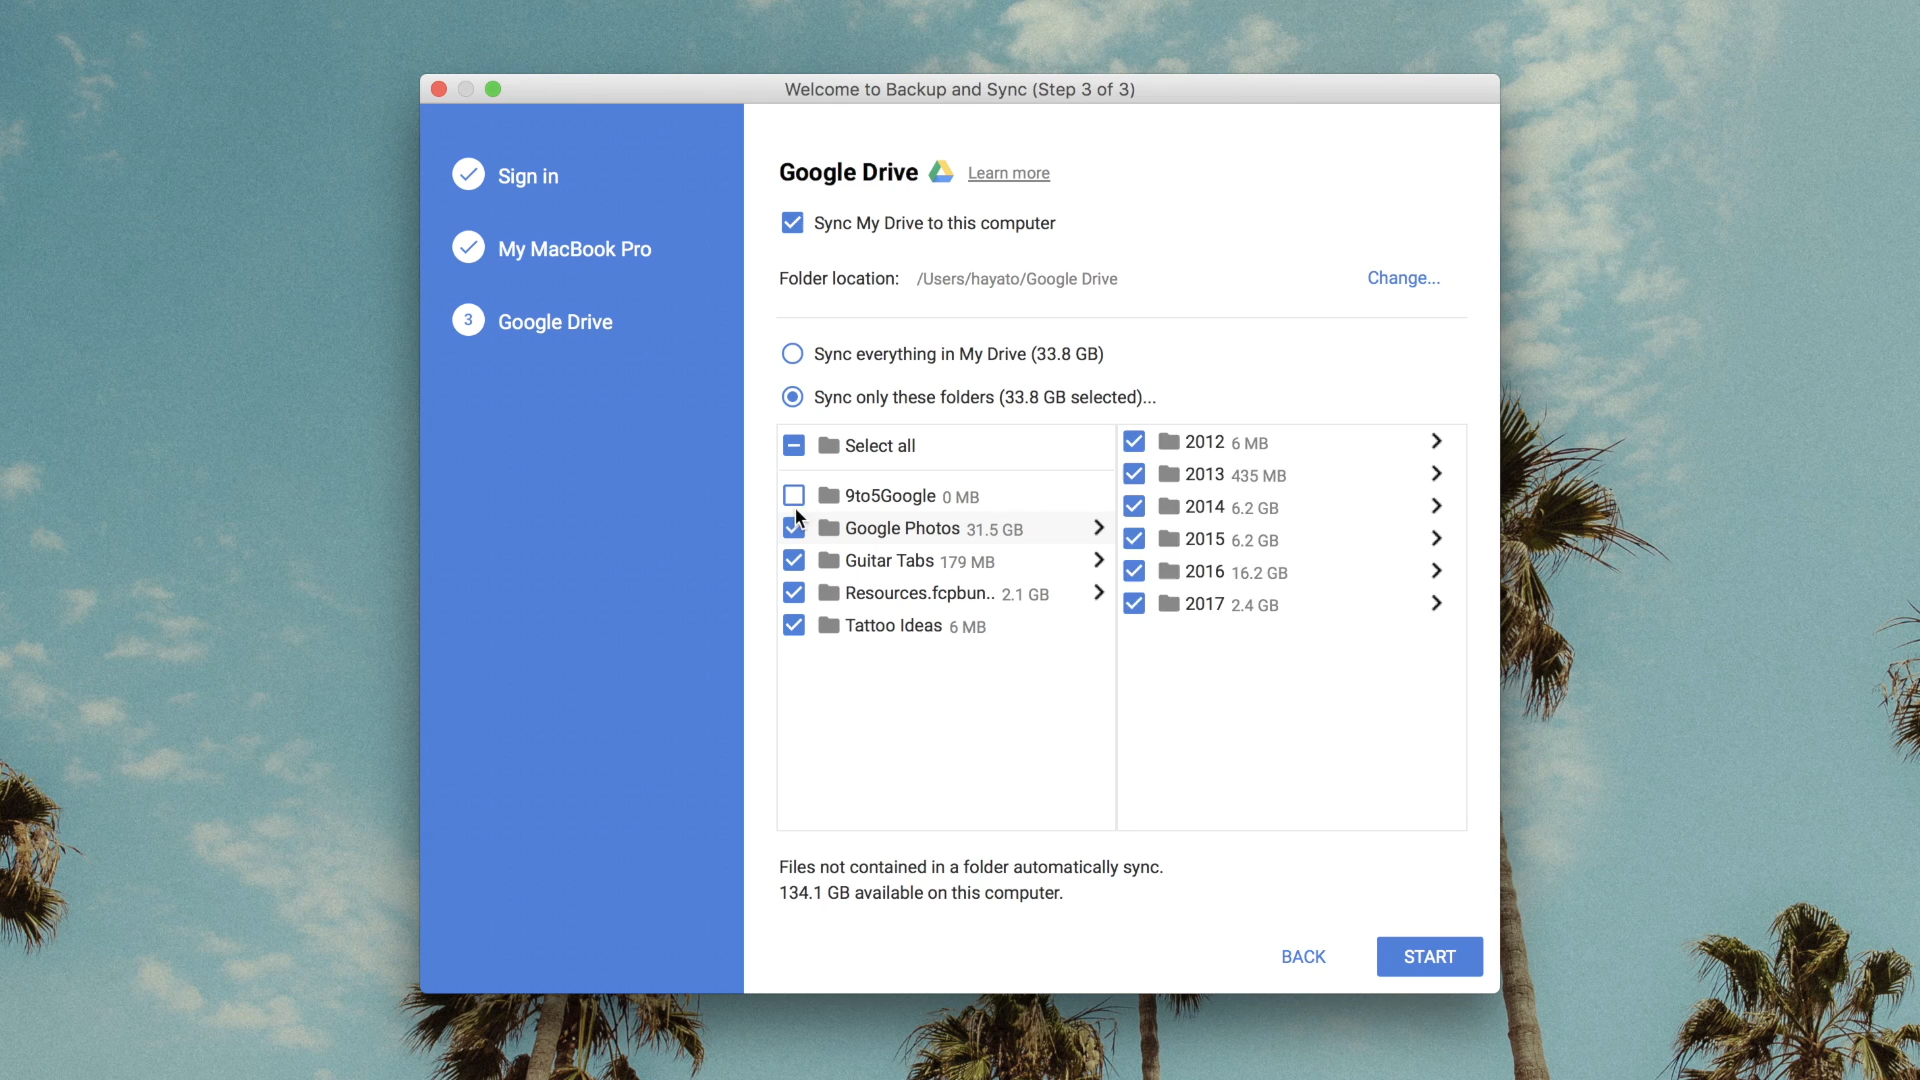 Welcome to Backup and Sync (Step 3 of 3)
Sign in
My MacBook Pro
3 Google Drive
Google Drive Learn more
Sync My Drive to this computer
Folder location: /Users/hayato/Google Drive Change...
Sync everything in My Drive (33.8 GB)
Sync only these folders (33.8 GB selected)...
Select all
9to5Google 0 MB
Google Photos 31.5 GB
Guitar Tabs 179 MB
Resources.fcpbun.. 2.1 GB
Tattoo Ideas 6 MB
2012 6 MB
2013 435 MB
2014 6.2 GB
2015 6.2 GB
2016 16.2 GB
2017 2.4 GB
Files not contained in a folder automatically sync.
134.1 GB available on this computer.
BACK START